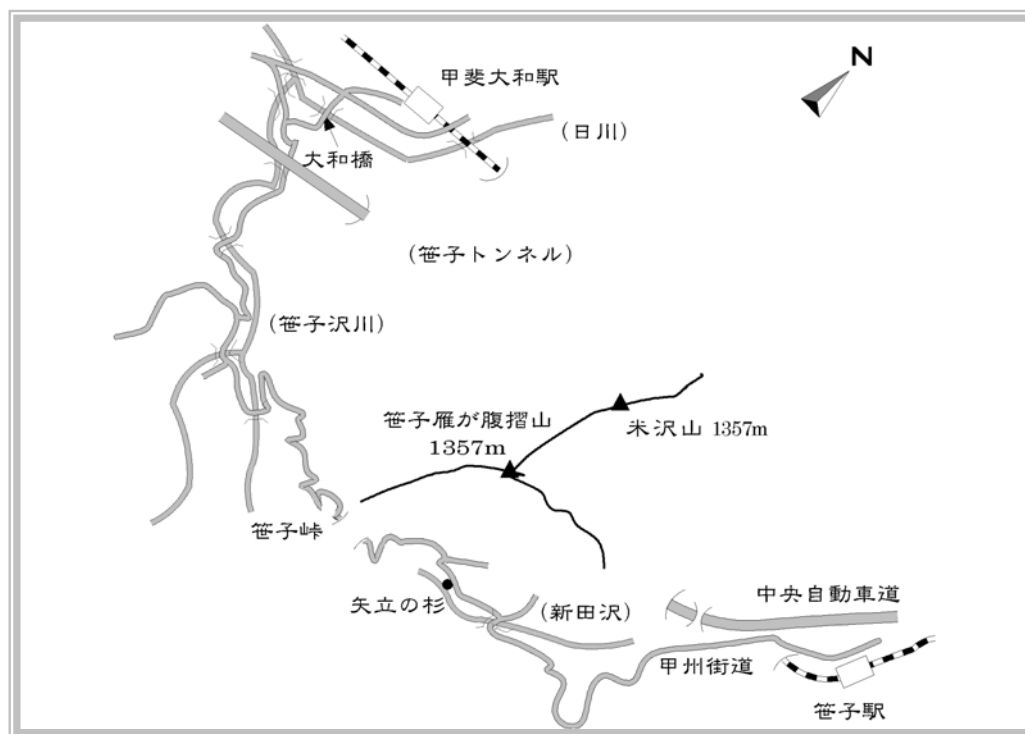 N
甲斐大和駅
(日川)
大和橋
(笹子トンネル)
(笹子沢川)
笹子雁が腹摺山
1357m
米沢山 1357m
笹子峠
矢立の杉
(新田沢)
中央自動車道
甲州街道
笹子駅